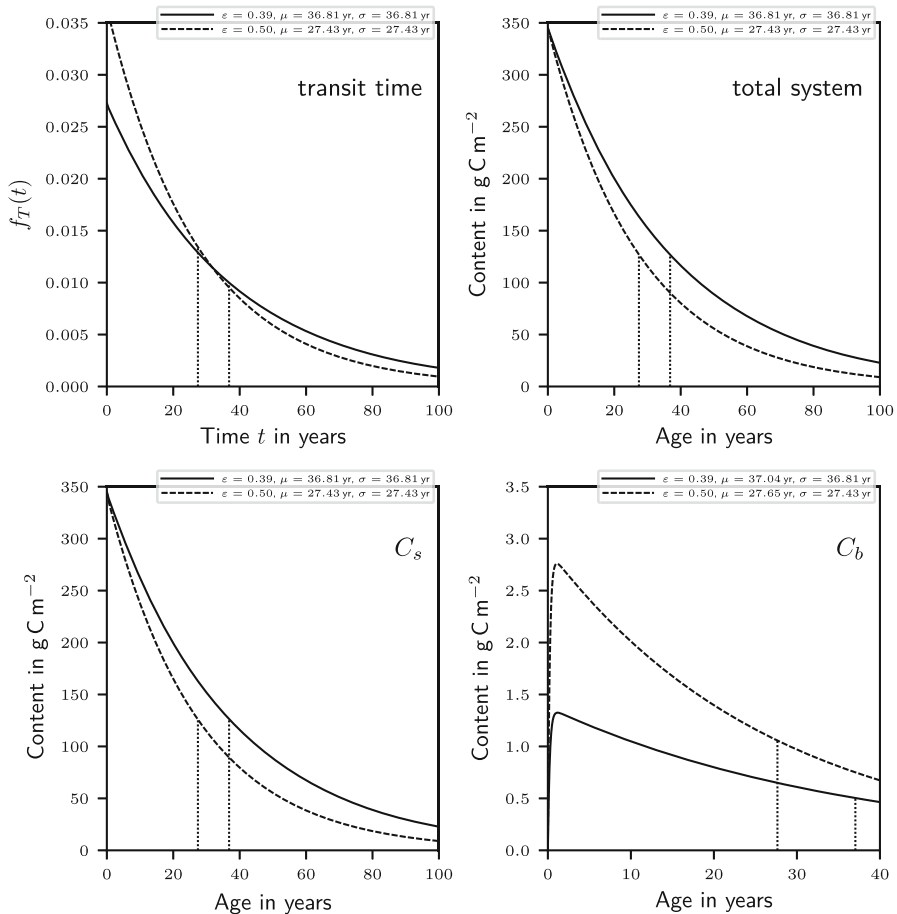 ε = 0.39, μ = 36.81 yr, σ = 36.81 yr
ε = 0.50, μ = 27.43 yr, σ = 27.43 yr
transit time
0.035
0.030
0.025
0.020
0.015
0.010
0.005
0.000
f_T(t)
0 20 40 60 80 100
Time t in years
ε = 0.39, μ = 36.81 yr, σ = 36.81 yr
ε = 0.50, μ = 27.43 yr, σ = 27.43 yr
total system
350
300
250
200
150
100
50
0
Content in g C m⁻²
0 20 40 60 80 100
Age in years
ε = 0.39, μ = 36.81 yr, σ = 36.81 yr
ε = 0.50, μ = 27.43 yr, σ = 27.43 yr
C_s
350
300
250
200
150
100
50
0
Content in g C m⁻²
0 20 40 60 80 100
Age in years
ε = 0.39, μ = 37.04 yr, σ = 36.81 yr
ε = 0.50, μ = 27.65 yr, σ = 27.43 yr
C_b
3.5
3.0
2.5
2.0
1.5
1.0
0.5
0.0
Content in g C m⁻²
0 10 20 30 40
Age in years